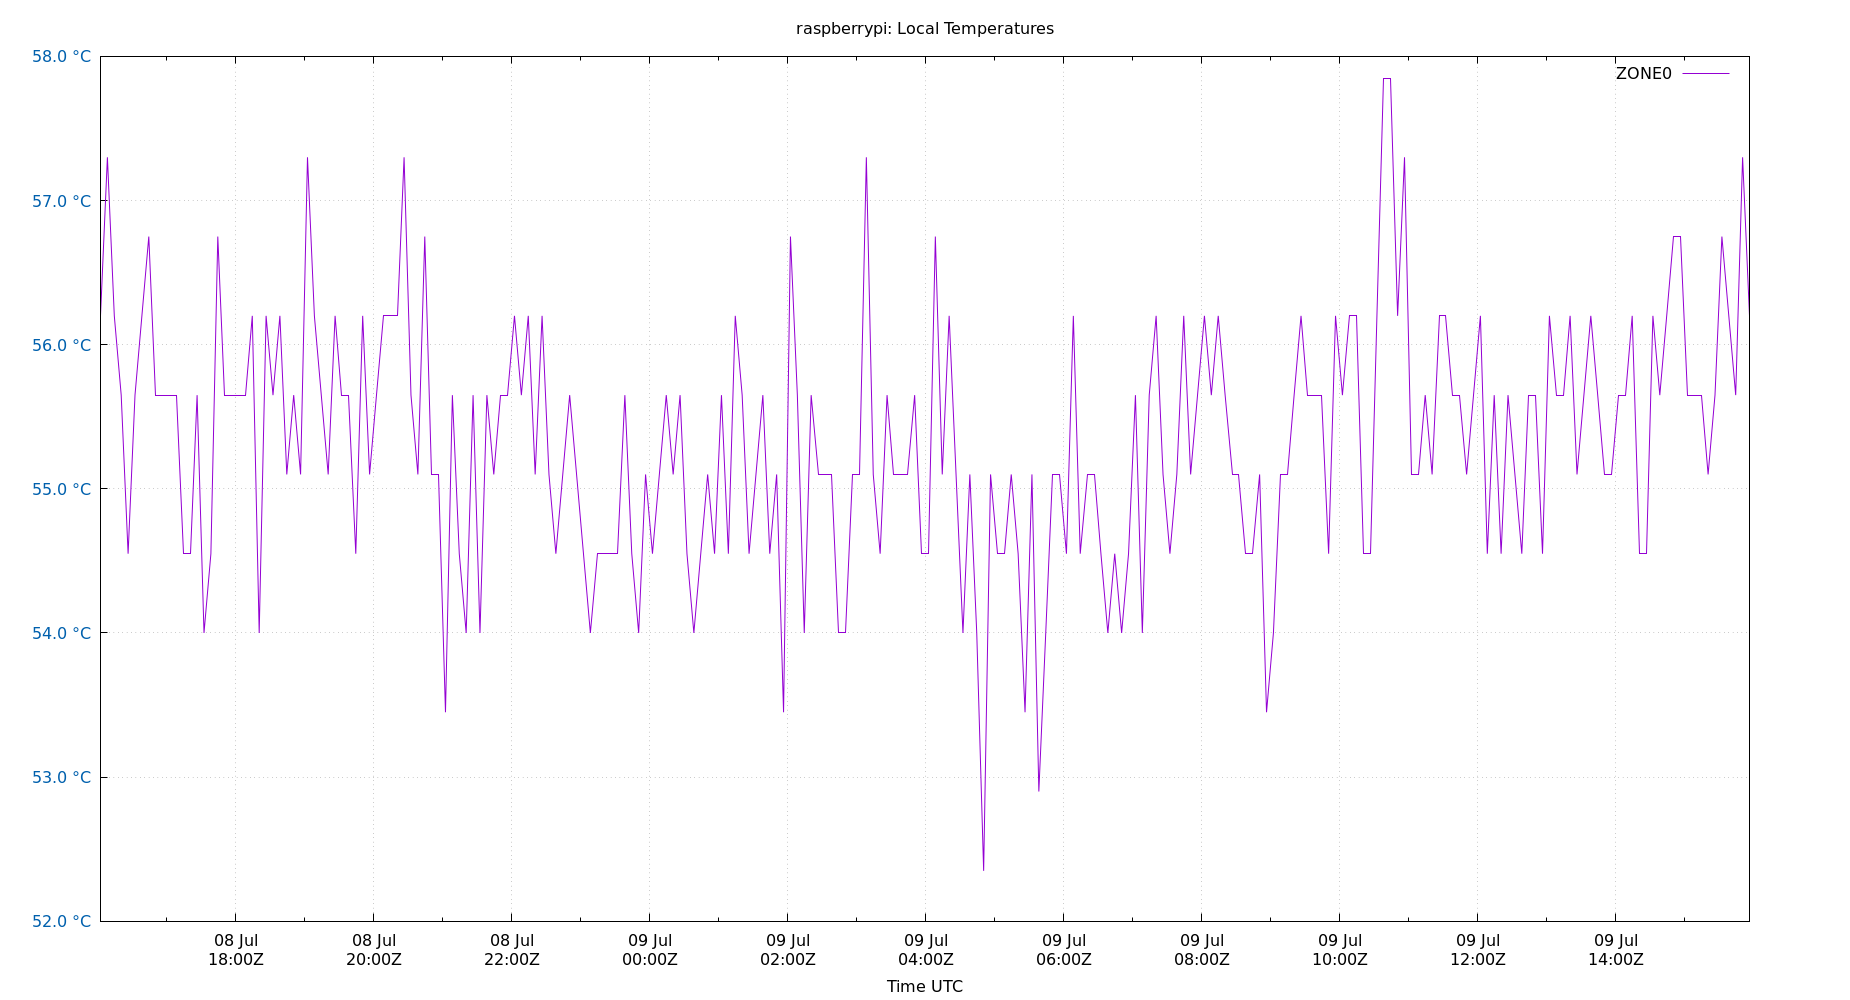 raspberrypi: Local Temperatures
58.0 °C
ZONE0
57.0 °C
56.0 °C
55.0 °C
54.0 °C
53.0 °C
52.0 °C
08 Jul 08 Jul 08 Jul 09 Jul 09 Jul 09 Jul 09 Jul 09 Jul 09 Jul 09 Jul 09 Jul
18:00Z 20:00Z 22:00Z 00:00Z 02:00Z 04:00Z 06:00Z 08:00Z 10:00Z 12:00Z 14:00Z
Time UTC